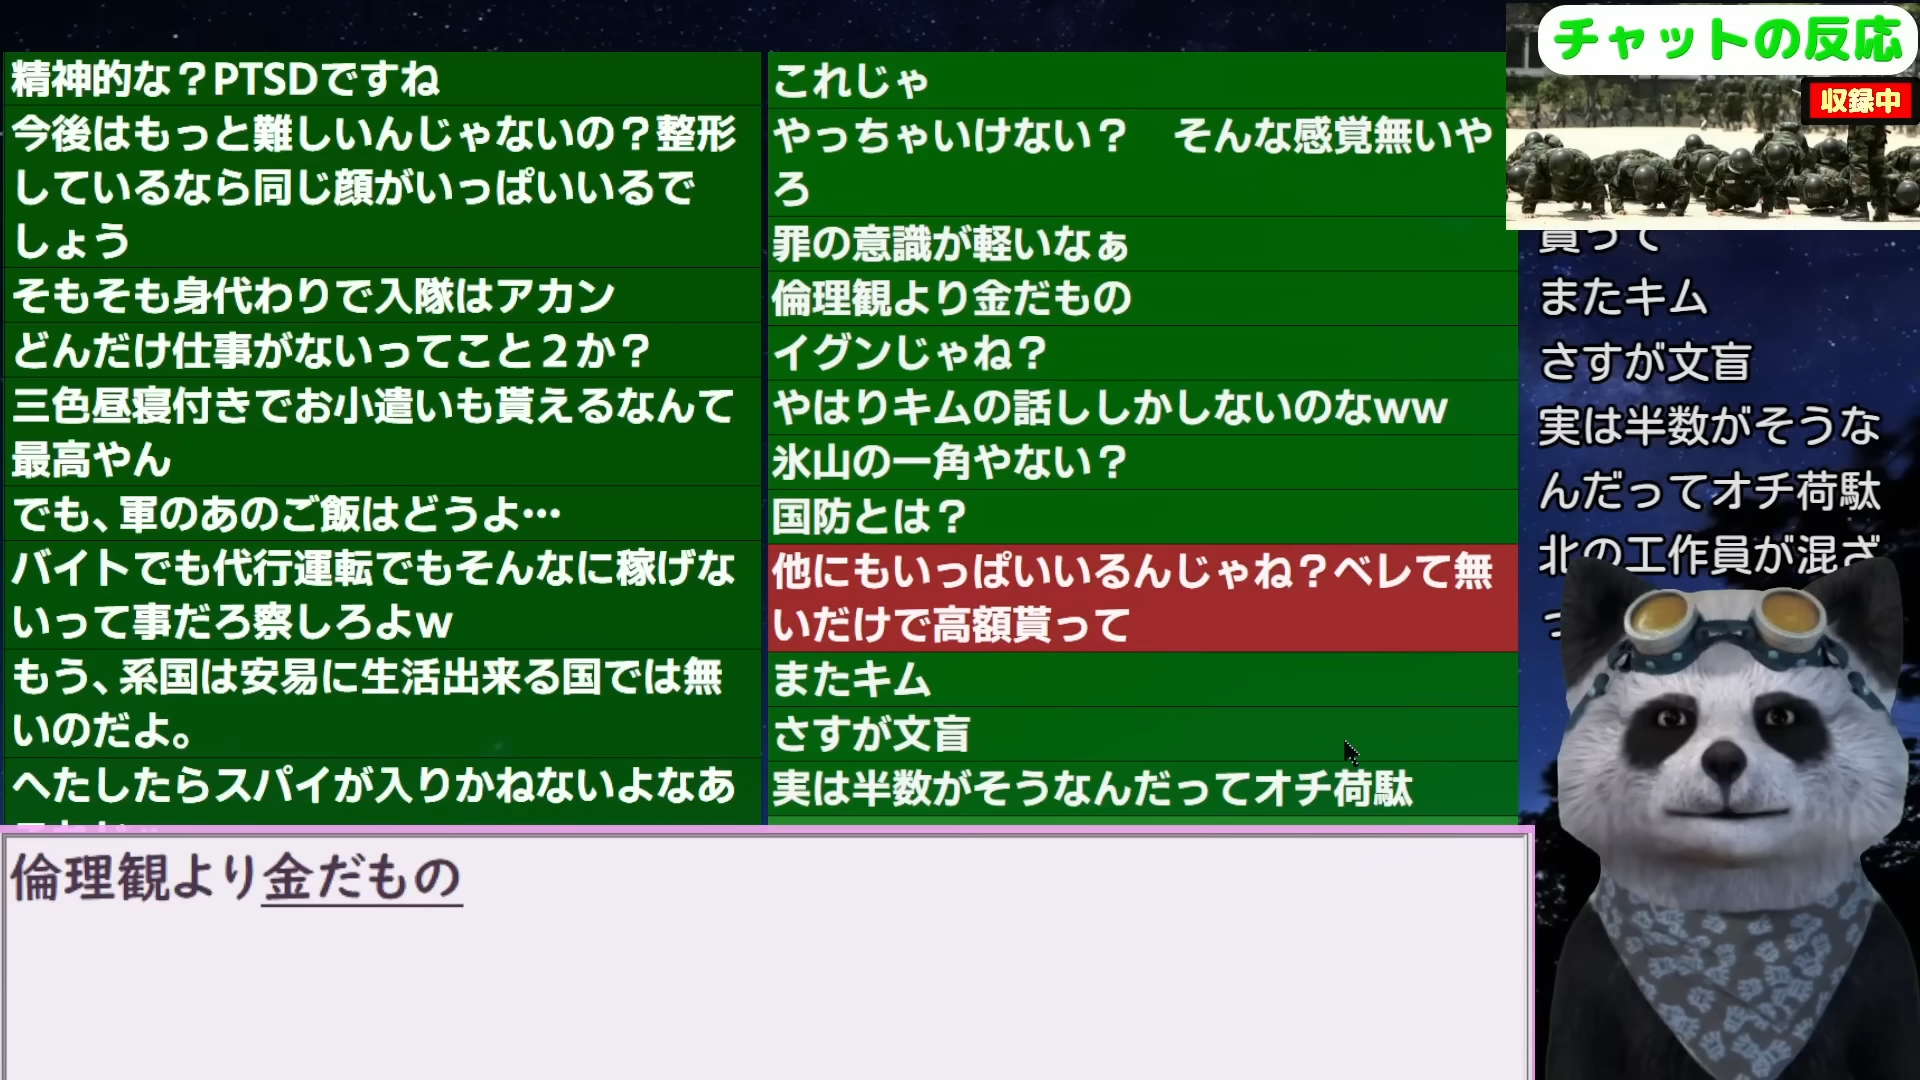 精神的な？PTSDですね
今後はもっと難しいんじゃないの？整形
しているなら同じ顔がいっぱいいるで
しょう
そもそも身代わりで入隊はアカン
どんだけ仕事がないってこと２か？
三色昼寝付きでお小遣いも貰えるなんて
最高やん
でも、軍のあのご飯はどうよ…
バイトでも代行運転でもそんなに稼げな
いって事だろ察しろよw
もう、系国は安易に生活出来る国では無
いのだよ。
へたしたらスパイが入りかねないよなあ
これじゃ
やっちゃいけない？　そんな感覚無いや
ろ
罪の意識が軽いなぁ
倫理観より金だもの
イグンじゃね？
やはりキムの話ししかしないのなww
氷山の一角やない？
国防とは？
他にもいっぱいいるんじゃね？ベレて無
いだけで高額貰って
またキム
さすが文盲
実は半数がそうなんだってオチ荷駄
チャットの反応
収録中
貰って
またキム
さすが文盲
実は半数がそうな
んだってオチ荷駄
北の工作員が混ざ
っ
倫理観より金だもの